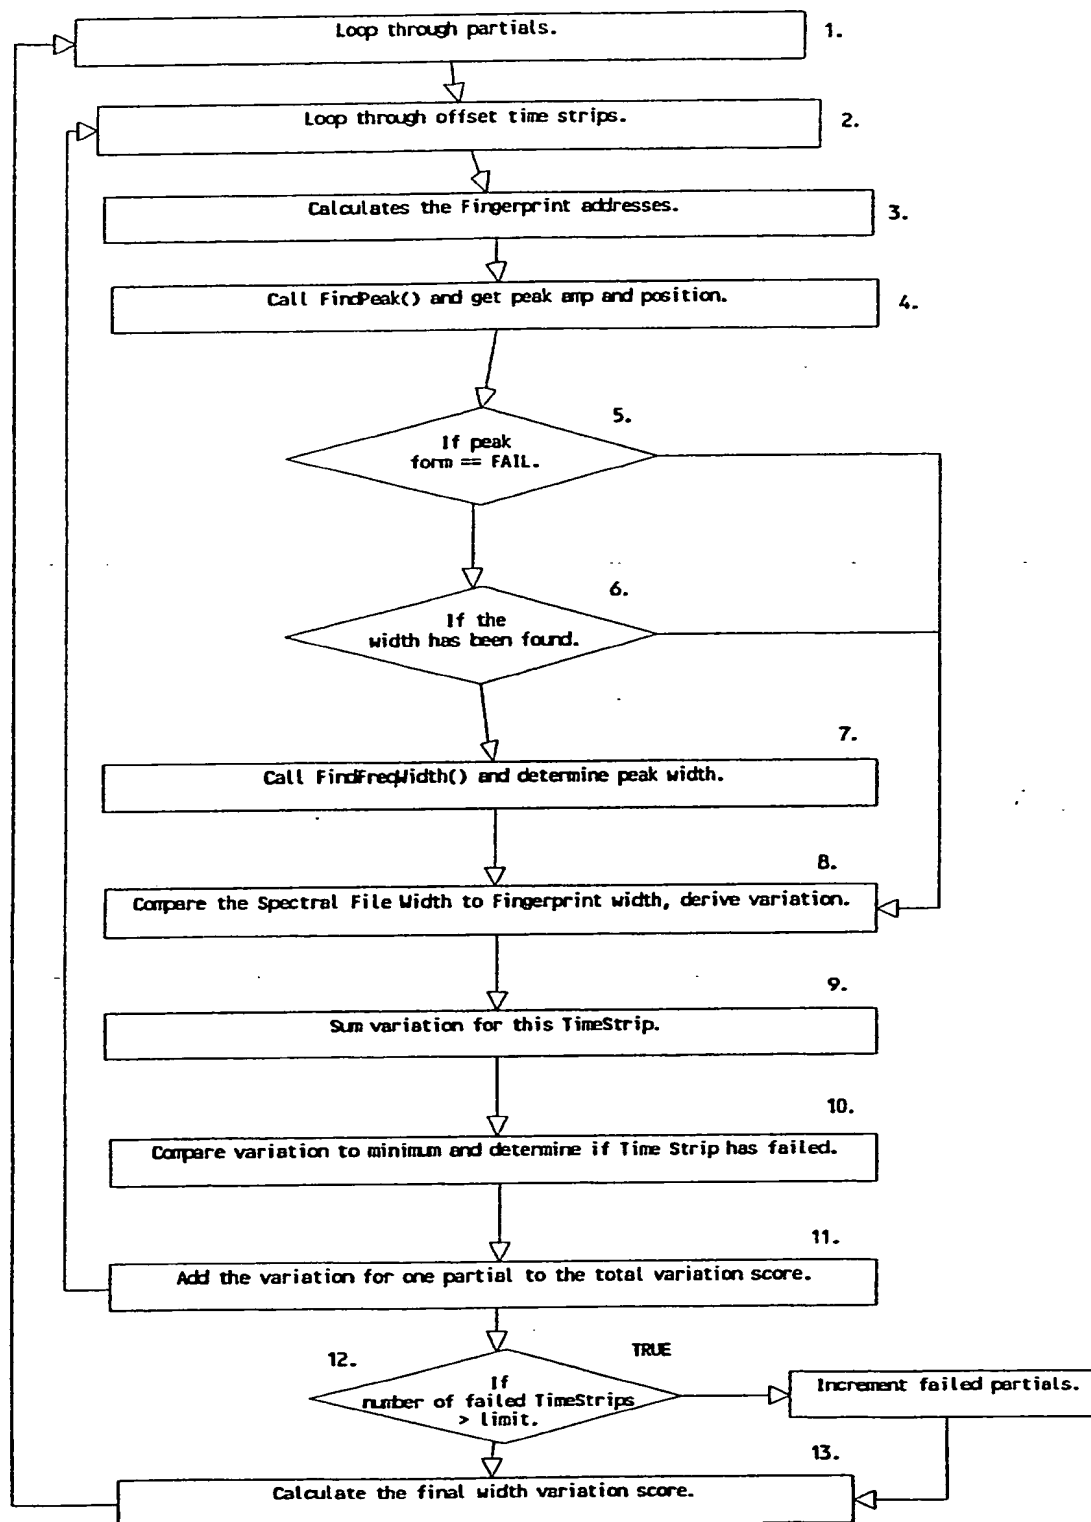 Loop through partials.
1.
Loop through offset time strips.
2.
Calculates the Fingerprint addresses.
3.
Call FindPeak() and get peak amp and position.
4.
5.
If peak
form == FAIL.
6.
If the
width has been found.
7.
Call FindFreqWidth() and determine peak width.
8.
Compare the Spectral File Width to Fingerprint width, derive variation.
9.
Sum variation for this TimeStrip.
10.
Compare variation to minimum and determine if Time Strip has failed.
11.
Add the variation for one partial to the total variation score.
12.
TRUE
If
number of failed TimeStrips
> limit.
Increment failed partials.
13.
Calculate the final width variation score.